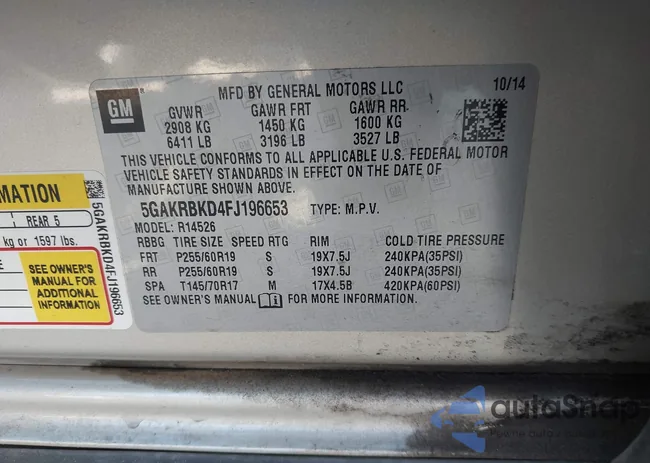 GM
MFD BY GENERAL MOTORS LLC
10/14
GVWR GAWR FRT GAWR RR
2908 KG 1450 KG 1600 KG
6411 LB 3196 LB 3527 LB
THIS VEHICLE CONFORMS TO ALL APPLICABLE U.S. FEDERAL MOTOR
VEHICLE SAFETY STANDARDS IN EFFECT ON THE DATE OF
MANUFACTURE SHOWN ABOVE.
5GAKRBKD4FJ196653 TYPE: M.P.V.
MODEL: R14526
RBBG TIRE SIZE SPEED RTG RIM COLD TIRE PRESSURE
FRT P255/60R19 S 19X7.5J 240KPA(35PSI)
RR P255/60R19 S 19X7.5J 240KPA(35PSI)
SPA T145/70R17 M 17X4.5B 420KPA(60PSI)
SEE OWNER'S MANUAL FOR MORE INFORMATION
RMATION
REAR 5
kg or 1597 lbs.
SEE OWNER'S
MANUAL FOR
ADDITIONAL
INFORMATION
5GAKRBKD4FJ196653
autoSnap